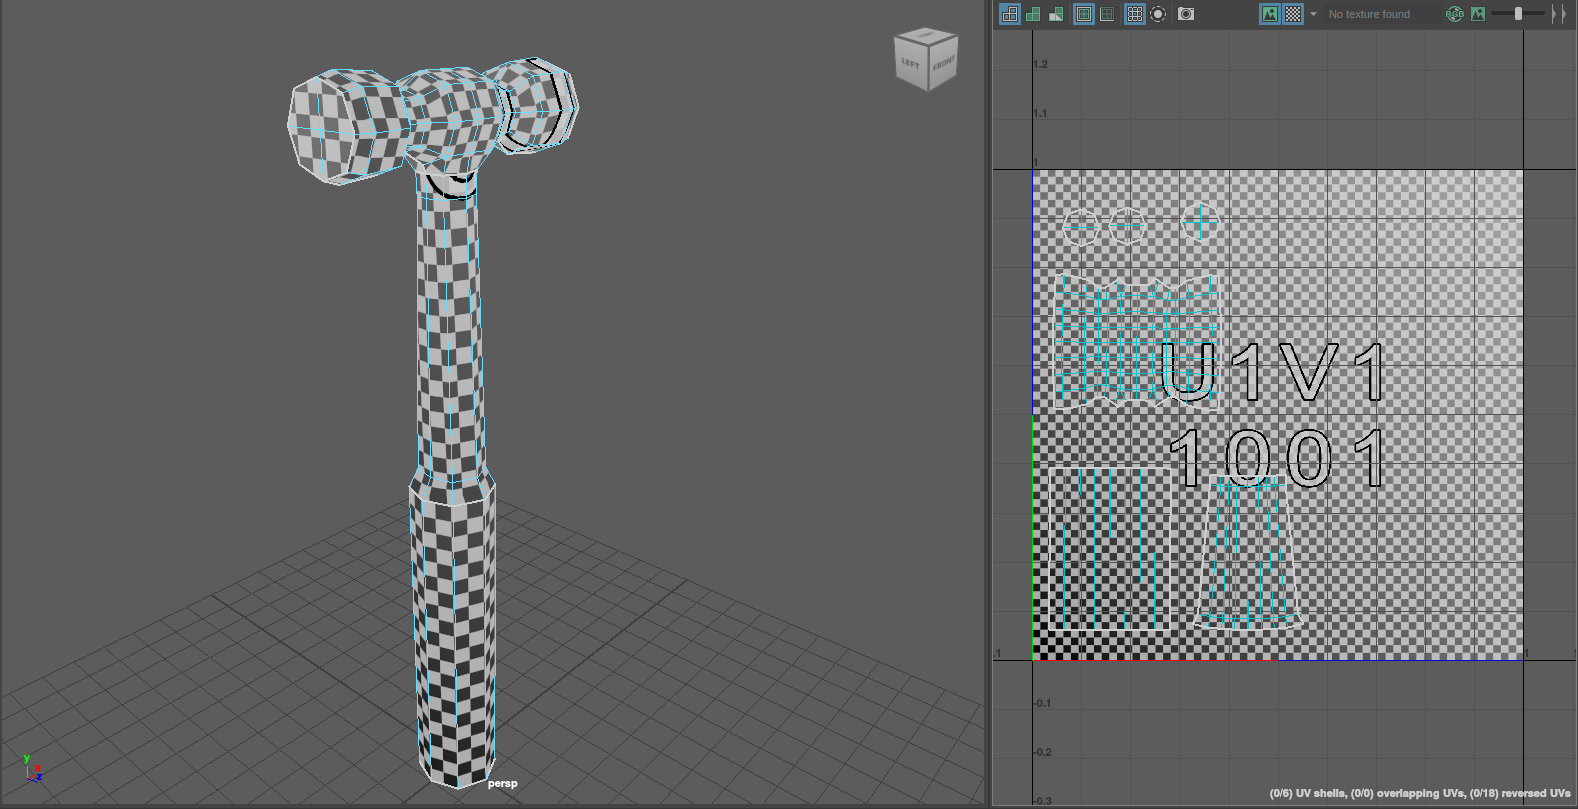 No texture found
RGB
LEFT
FRONT
1.2
1.1
1
U1V1
1001
.1
1
-0.1
-0.2
-0.3
y
x
z
persp
(0/6) UV shells, (0/0) overlapping UVs, (0/18) reversed UVs